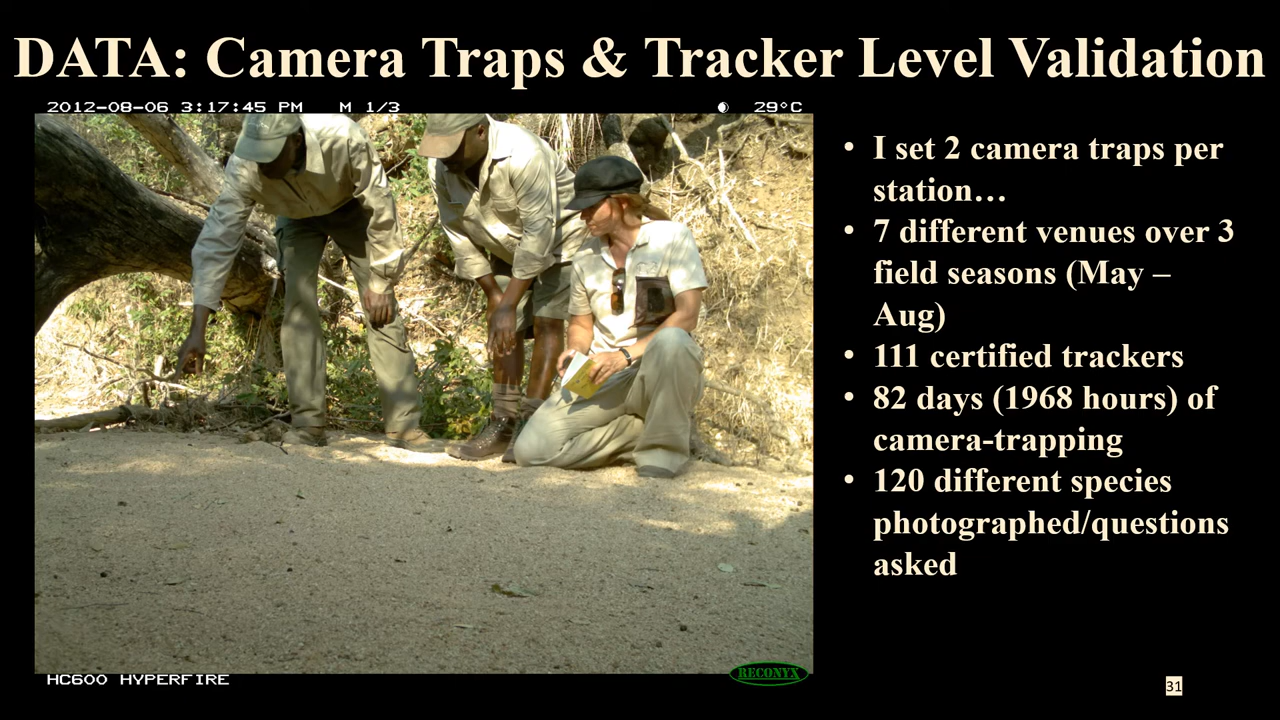 DATA: Camera Traps & Tracker Level Validation
2012-08-06 3:17:45 PM M 1/3 29°C
• I set 2 camera traps per
station…
• 7 different venues over 3
field seasons (May –
Aug)
• 111 certified trackers
• 82 days (1968 hours) of
camera-trapping
• 120 different species
photographed/questions
asked
HC600 HYPERFIRE
RECONYX
31